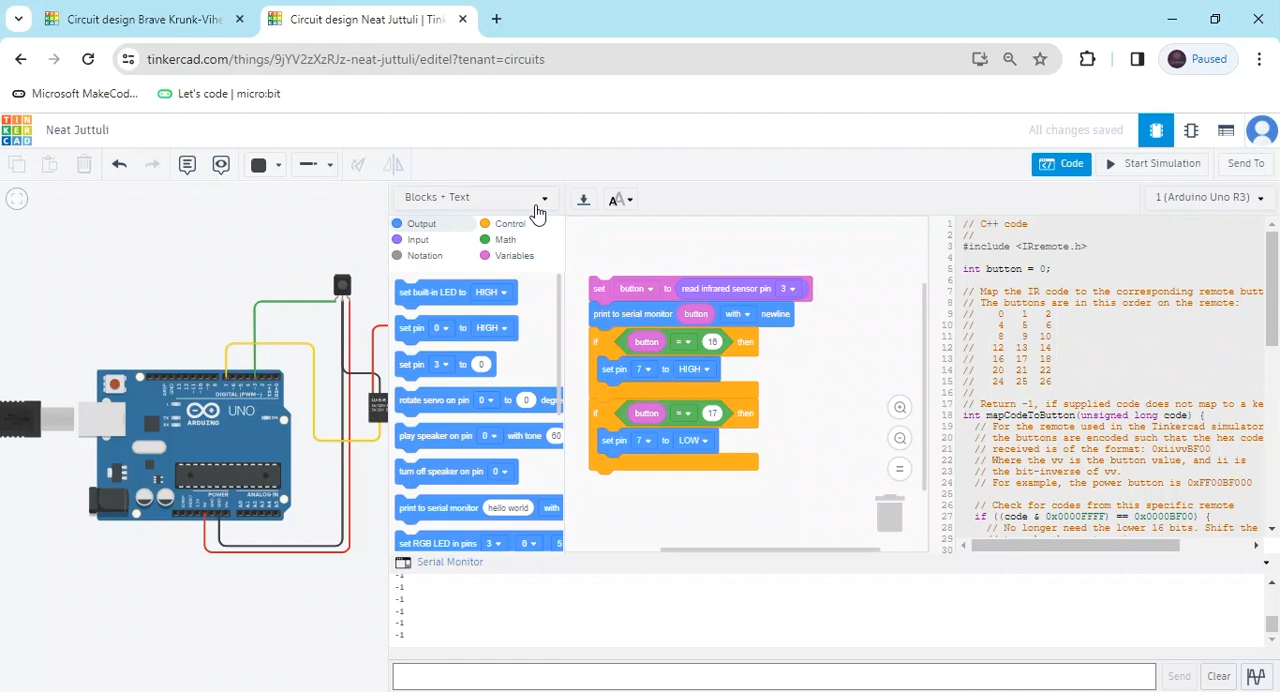 Circuit design Brave Krunk-Vihe
Circuit design Neat Juttuli | Tink
tinkercad.com/things/9jYV2zXzRJz-neat-juttuli/editel?tenant=circuits
Paused
Microsoft MakeCod...
Let's code | micro:bit
TIN
KER
CAD
Neat Juttuli
All changes saved
Code
Start Simulation
Send To
Blocks + Text
A
1 (Arduino Uno R3)
Output
Control
Input
Math
Notation
Variables
set built-in LED to HIGH
set pin 0 to HIGH
set pin 3 to 0
rotate servo on pin 0 to 0 degre
play speaker on pin 0 with tone 60
turn off speaker on pin 0
print to serial monitor hello world with
set RGB LED in pins 3 6 5
set button to read infrared sensor pin 3
print to serial monitor button with newline
if button = 16 then
set pin 7 to HIGH
if button = 17 then
set pin 7 to LOW
1 // C++ code
2 //
3 #include <IRremote.h>
4
5 int button = 0;
6
7 // Map the IR code to the corresponding remote butt
8 // The buttons are in this order on the remote:
9 // 0 1 2
10 // 4 5 6
11 // 8 9 10
12 // 12 13 14
13 // 16 17 18
14 // 20 21 22
15 // 24 25 26
16 //
17 // Return -1, if supplied code does not map to a ke
18 int mapCodeToButton(unsigned long code) {
19 // For the remote used in the Tinkercad simulator
20 // the buttons are encoded such that the hex code
21 // received is of the format: 0xiivvBF00
22 // Where the vv is the button value, and ii is
23 // the bit-inverse of vv.
24 // For example, the power button is 0xFF00BF000
25
26 // Check for codes from this specific remote
27 if ((code & 0x0000FFFF) == 0x0000BF00) {
28 // No longer need the lower 16 bits. Shift the
29
30
DIGITAL (PWM~)
UNO
ARDUINO
POWER
ANALOG IN
Serial Monitor
-1
-1
-1
-1
-1
-1
Send
Clear